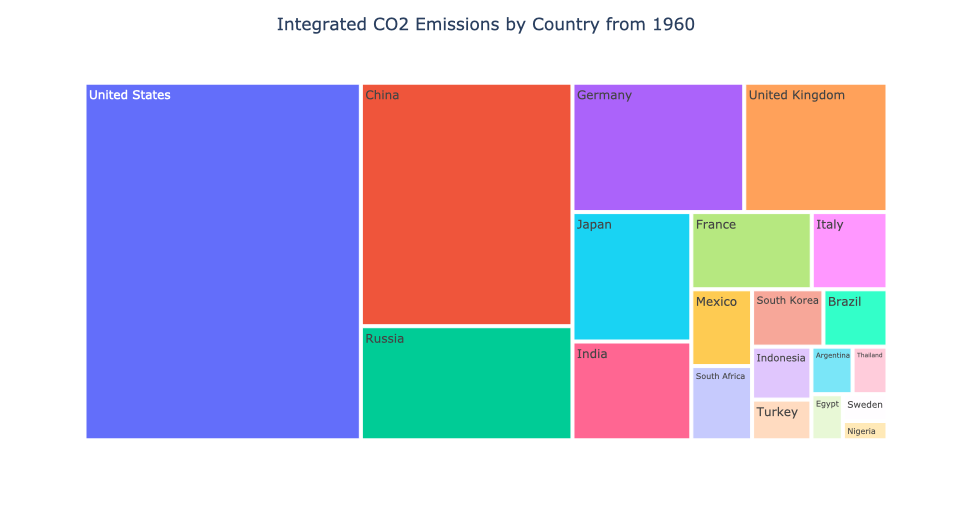 Integrated CO2 Emissions by Country from 1960
United States
China
Germany
United Kingdom
Japan
France
Italy
Mexico
South Korea
Brazil
Russia
India
Indonesia
Argentina
Thailand
South Africa
Turkey
Egypt
Sweden
Nigeria